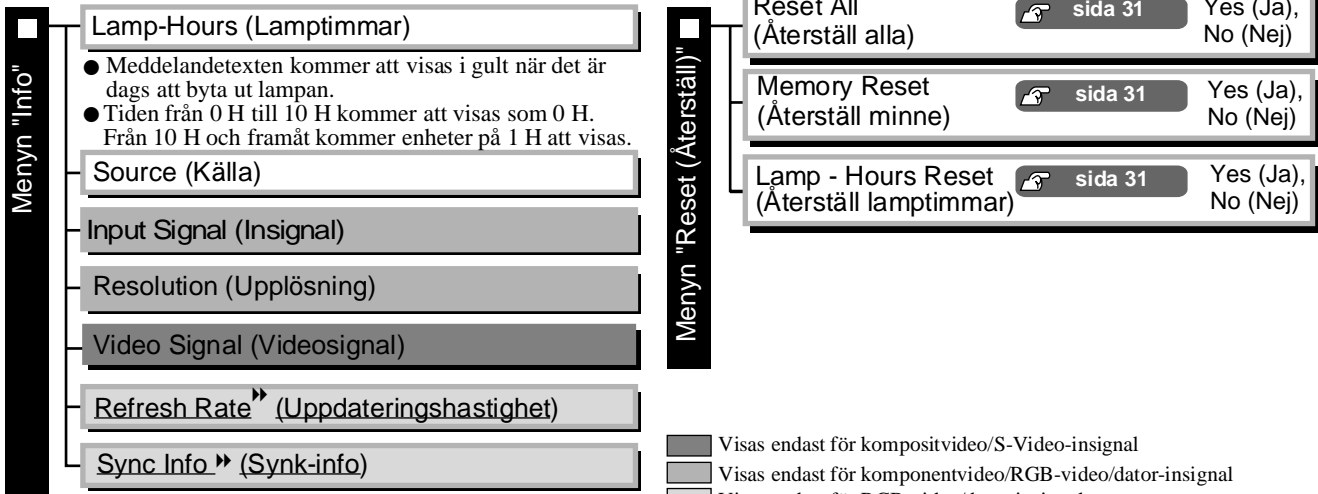 Menyn "Info"
Lamp-Hours (Lamptimmar)
● Meddelandetexten kommer att visas i gult när det är
dags att byta ut lampan.
● Tiden från 0 H till 10 H kommer att visas som 0 H.
Från 10 H och framåt kommer enheter på 1 H att visas.
Source (Källa)
Input Signal (Insignal)
Resolution (Upplösning)
Video Signal (Videosignal)
Refresh Rate (Uppdateringshastighet)
Sync Info (Synk-info)
Menyn "Reset (Återställ)"
Reset All
(Återställ alla)
sida 31
Yes (Ja),
No (Nej)
Memory Reset
(Återställ minne)
sida 31
Yes (Ja),
No (Nej)
Lamp - Hours Reset
(Återställ lamptimmar)
sida 31
Yes (Ja),
No (Nej)
Visas endast för kompositvideo/S-Video-insignal
Visas endast för komponentvideo/RGB-video/dator-insignal